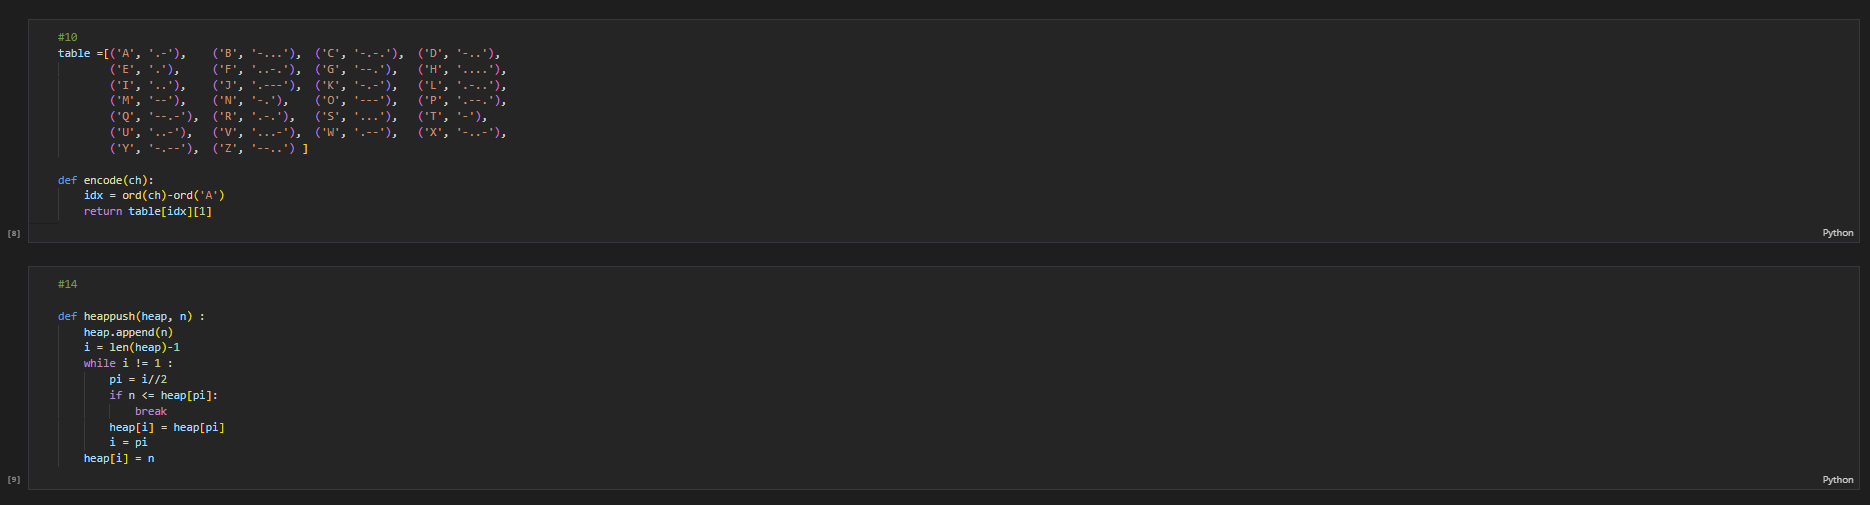 #10
table =[('A', '.-'),    ('B', '-...'),  ('C', '-.-.'),  ('D', '-..'),
        ('E', '.'),     ('F', '..-.'),  ('G', '--.'),   ('H', '....'),
        ('I', '..'),    ('J', '.---'),  ('K', '-.-'),   ('L', '.-..'),
        ('M', '--'),    ('N', '-.'),    ('O', '---'),   ('P', '.--.'),
        ('Q', '--.-'),  ('R', '.-.'),   ('S', '...'),   ('T', '-'),
        ('U', '..-'),   ('V', '...-'),  ('W', '.--'),   ('X', '-..-'),
        ('Y', '-.--'),  ('Z', '--..') ]
def encode(ch):
    idx = ord(ch)-ord('A')
    return table[idx][1]
[8]
Python
#14
def heappush(heap, n) :
    heap.append(n)
    i = len(heap)-1
    while i != 1 :
        pi = i//2
        if n <= heap[pi]:
            break
        heap[i] = heap[pi]
        i = pi
    heap[i] = n
[9]
Python